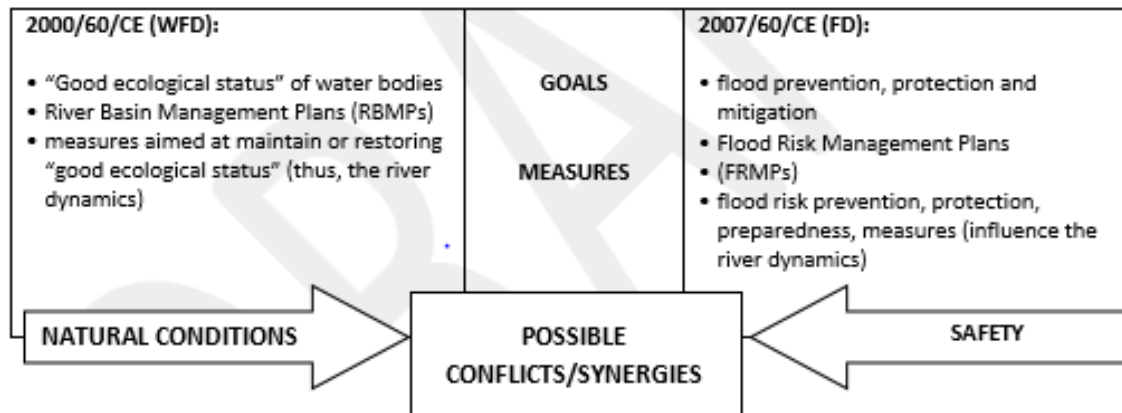 2000/60/CE (WFD):
• “Good ecological status” of water bodies
• River Basin Management Plans (RBMPs)
• measures aimed at maintain or restoring
“good ecological status” (thus, the river
dynamics)
GOALS
MEASURES
2007/60/CE (FD):
• flood prevention, protection and
mitigation
• Flood Risk Management Plans
• (FRMPs)
• flood risk prevention, protection,
preparedness, measures (influence the
river dynamics)
NATURAL CONDITIONS
POSSIBLE
CONFLICTS/SYNERGIES
SAFETY